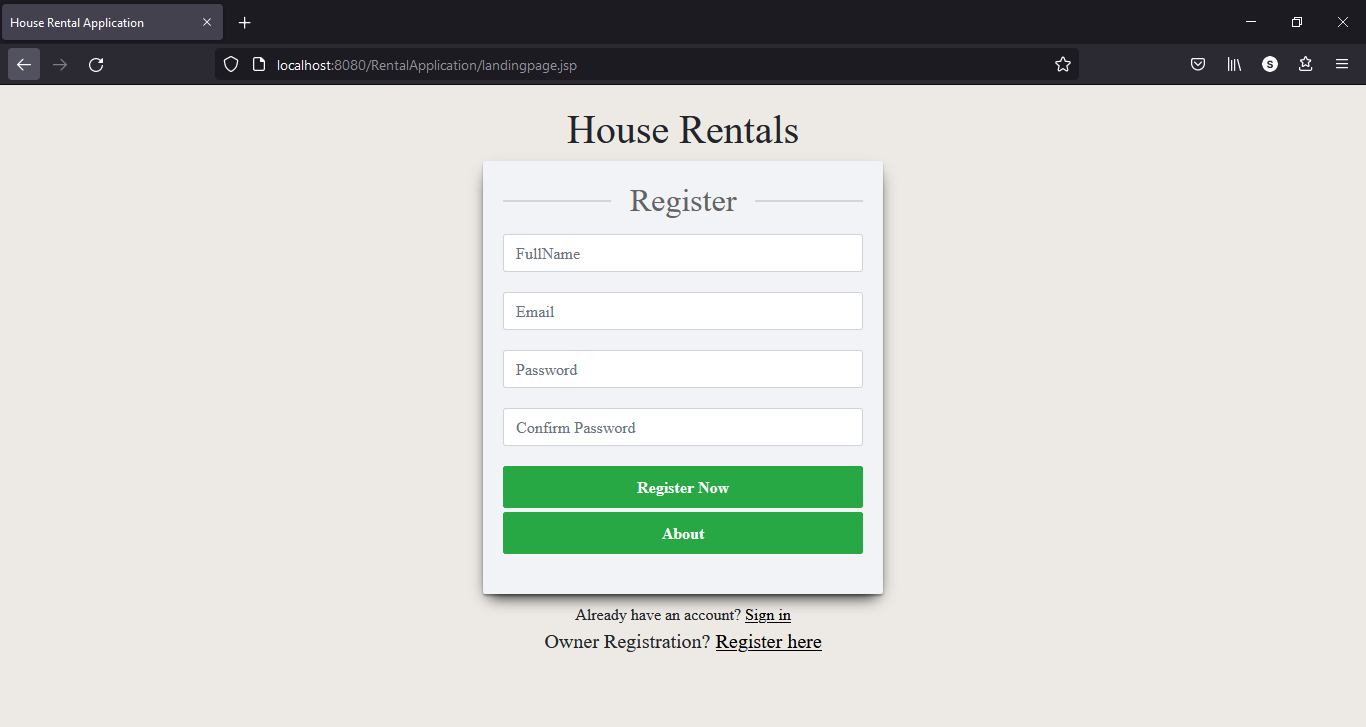 House Rental Application
localhost:8080/RentalApplication/landingpage.jsp
S
House Rentals
Register
FullName
Email
Password
Confirm Password
Register Now
About
Already have an account? Sign in
Owner Registration? Register here